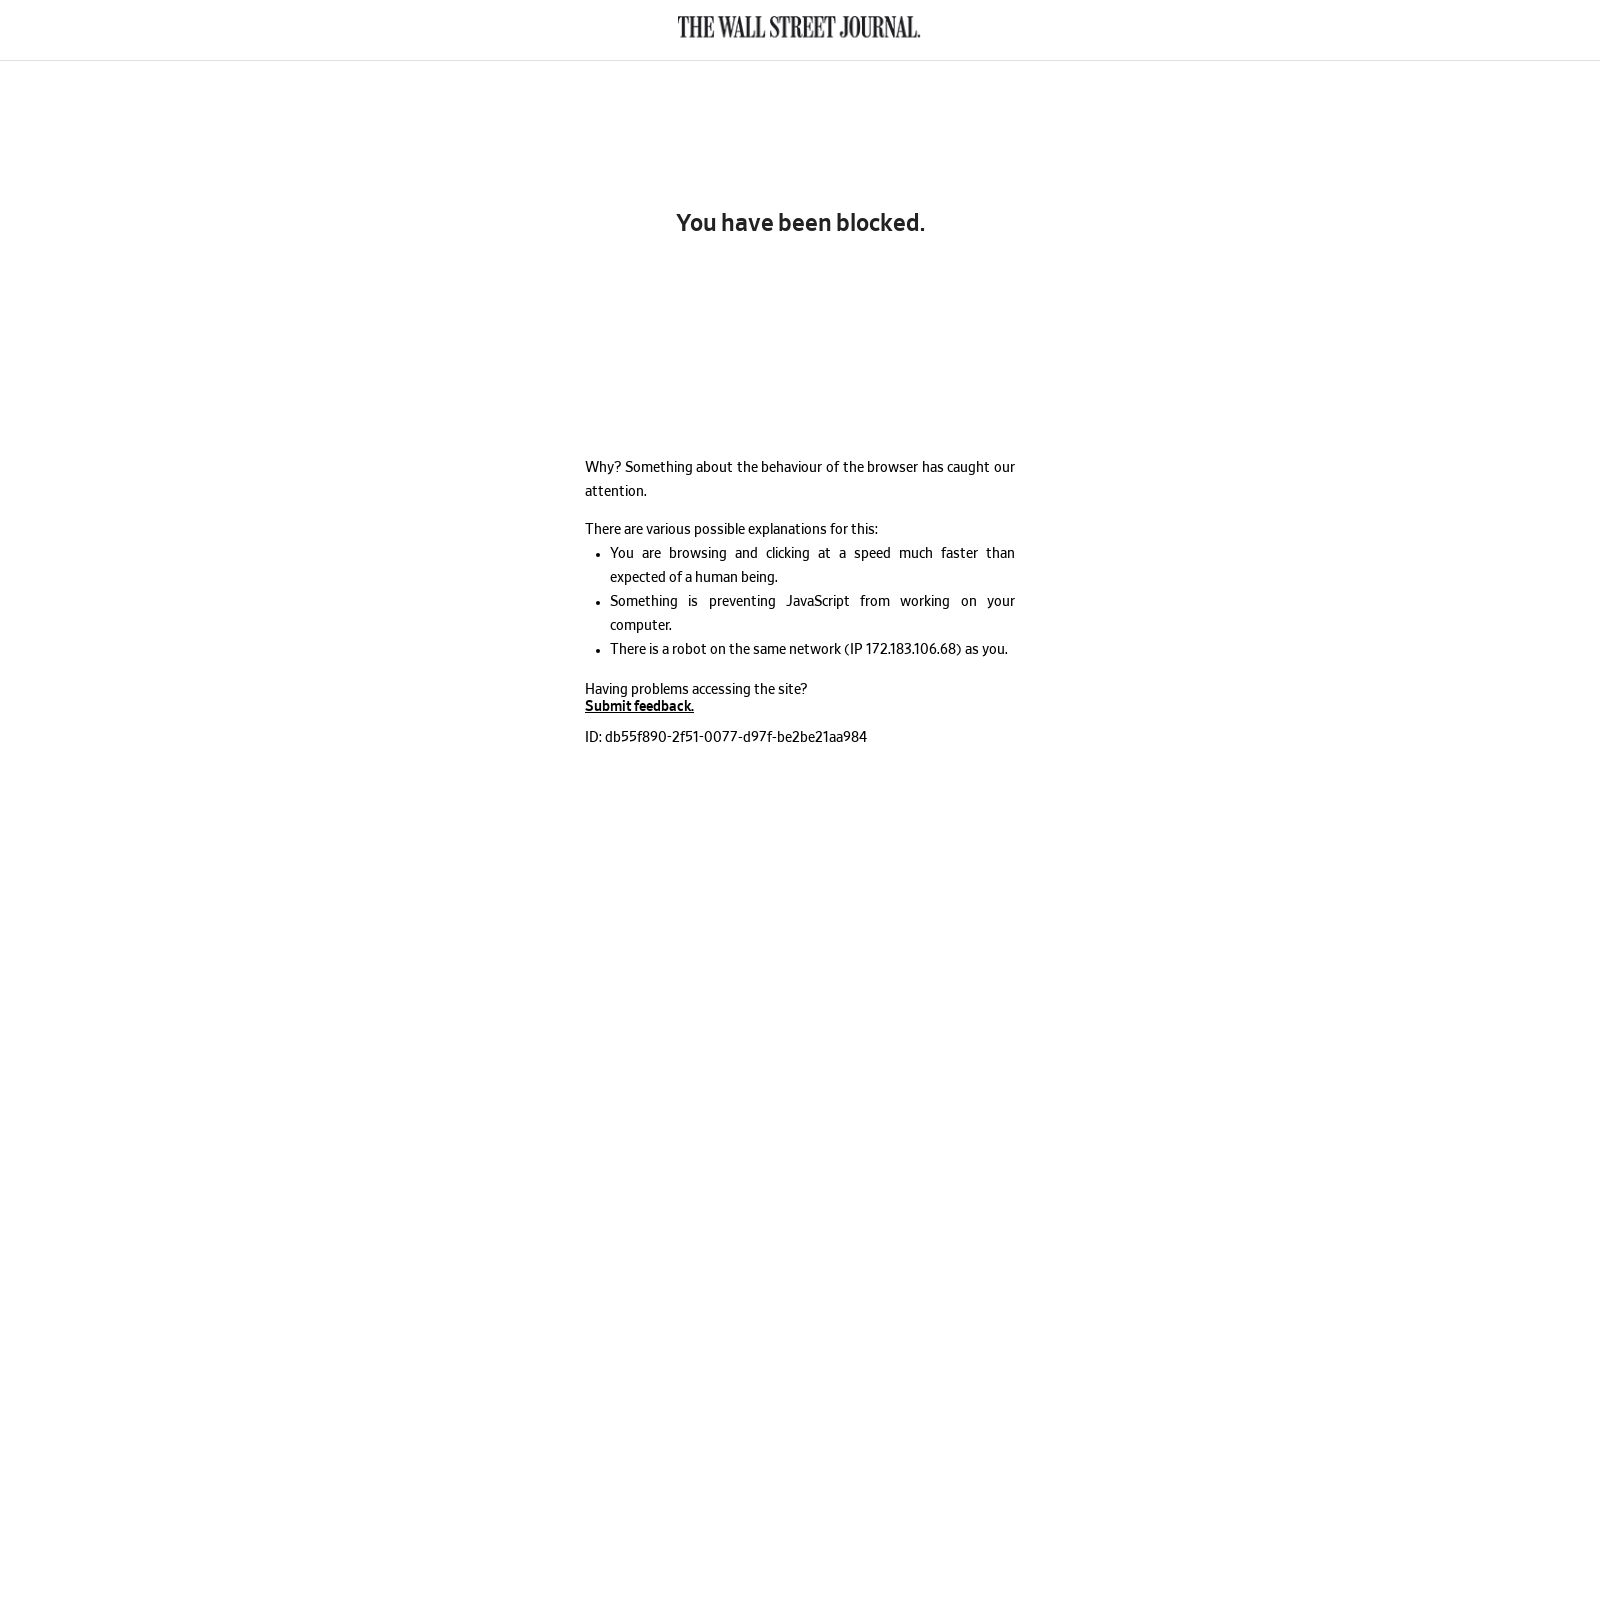 THE WALL STREET JOURNAL.
You have been blocked.
Why? Something about the behaviour of the browser has caught our
attention.
There are various possible explanations for this:
• You are browsing and clicking at a speed much faster than
expected of a human being.
• Something is preventing JavaScript from working on your
computer.
• There is a robot on the same network (IP 172.183.106.68) as you.
Having problems accessing the site?
Submit feedback.
ID: db55f890-2f51-0077-d97f-be2be21aa984